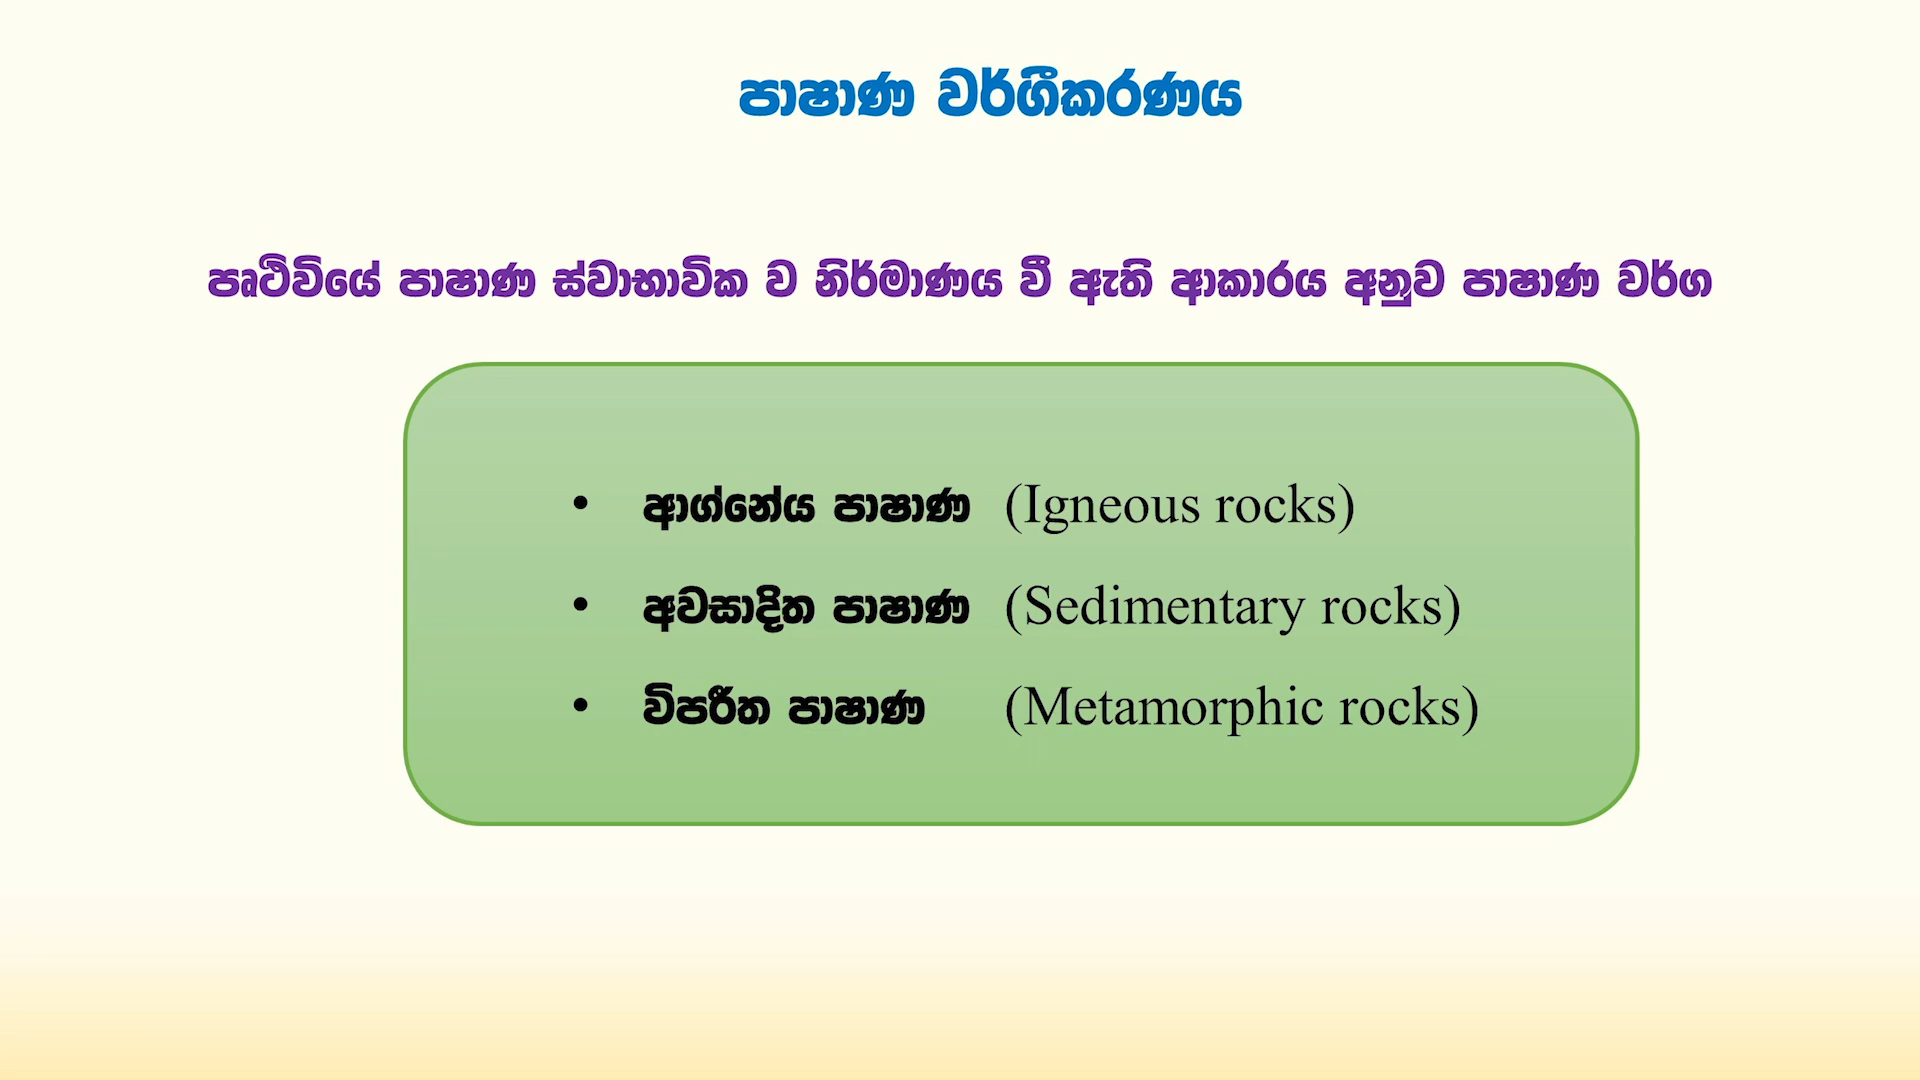 පාෂාණ වර්ගීකරණය
පෘථිවියේ පාෂාණ ස්වාභාවික ව නිර්මාණය වී ඇති ආකාරය අනුව පාෂාණ වර්ග
• ආග්නේය පාෂාණ (Igneous rocks)
• අවසාදිත පාෂාණ (Sedimentary rocks)
• විපරීත පාෂාණ (Metamorphic rocks)